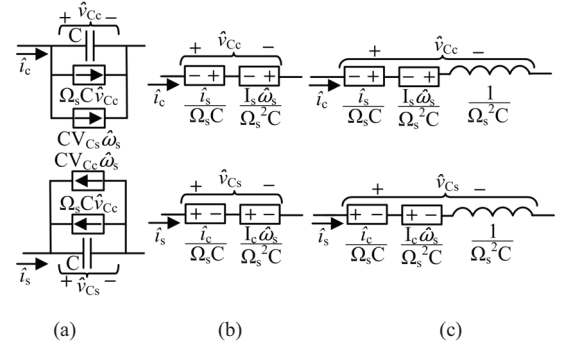 + v̂Cc −
C
îc
ΩsCv̂Cc
CVCsω̂s
CVCcω̂s
ΩsCv̂Cc
C
îs
+ v̂Cs −
(a)
v̂Cc
+ −
− + − +
îc
îs/ΩsC Isω̂s/Ωs²C
v̂Cs
+ −
+ − + −
îs
îc/ΩsC Icω̂s/Ωs²C
(b)
v̂Cc
+ −
− + − +
îc
îs/ΩsC Isω̂s/Ωs²C 1/Ωs²C
v̂Cs
+ −
+ − + −
îs
îc/ΩsC Icω̂s/Ωs²C 1/Ωs²C
(c)